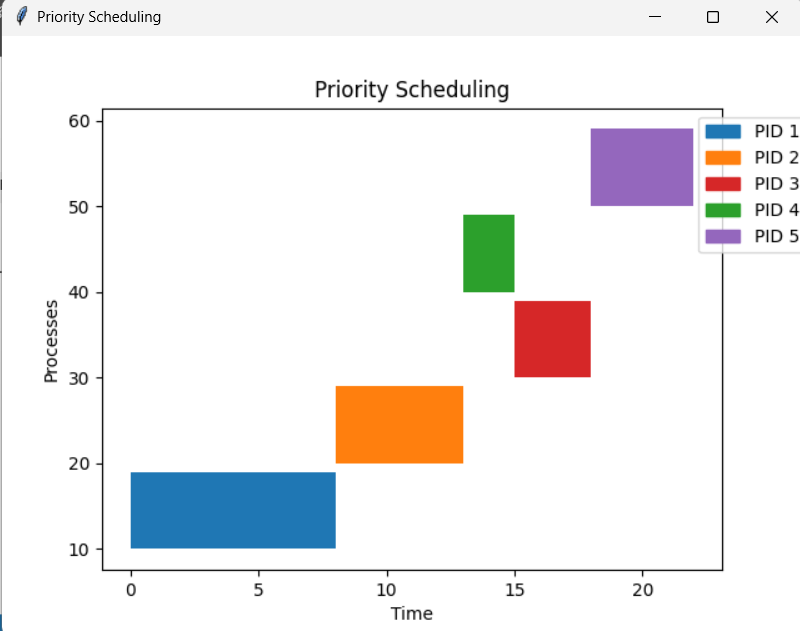 Priority Scheduling
Priority Scheduling
60
50
40
30
20
10
Processes
0 5 10 15 20
Time
PID 1
PID 2
PID 3
PID 4
PID 5